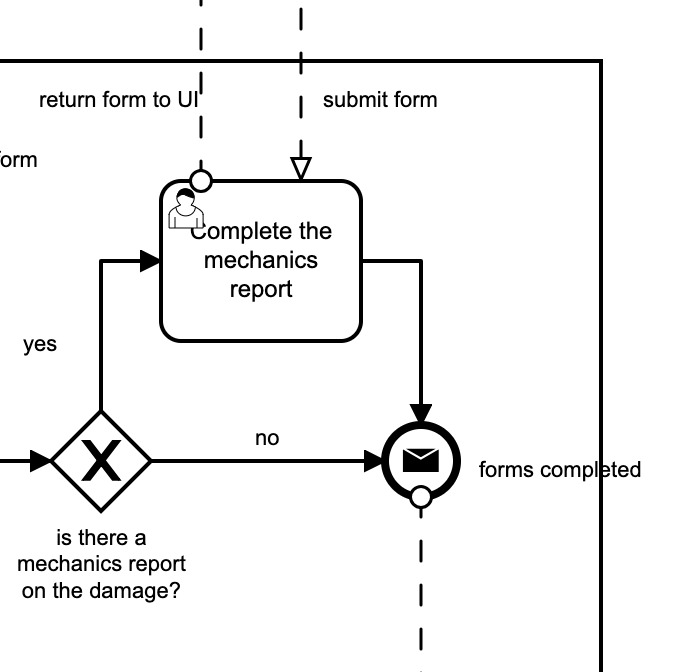 return form to UI
submit form
form
Complete the
mechanics
report
yes
X
no
forms completed
is there a
mechanics report
on the damage?